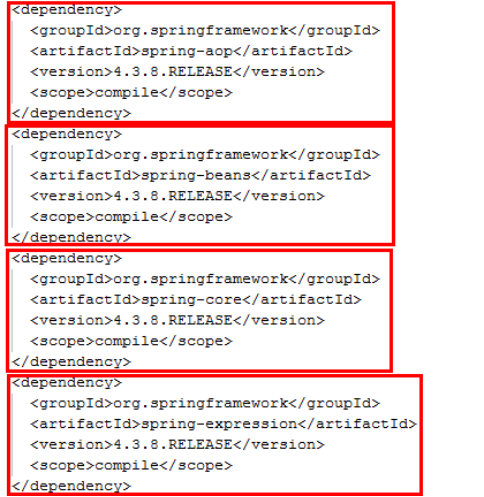 <dependency>
<groupId>org.springframework</groupId>
<artifactId>spring-aop</artifactId>
<version>4.3.8.RELEASE</version>
<scope>compile</scope>
</dependency>
<dependency>
<groupId>org.springframework</groupId>
<artifactId>spring-beans</artifactId>
<version>4.3.8.RELEASE</version>
<scope>compile</scope>
</dependency>
<dependency>
<groupId>org.springframework</groupId>
<artifactId>spring-core</artifactId>
<version>4.3.8.RELEASE</version>
<scope>compile</scope>
</dependency>
<dependency>
<groupId>org.springframework</groupId>
<artifactId>spring-expression</artifactId>
<version>4.3.8.RELEASE</version>
<scope>compile</scope>
</dependency>